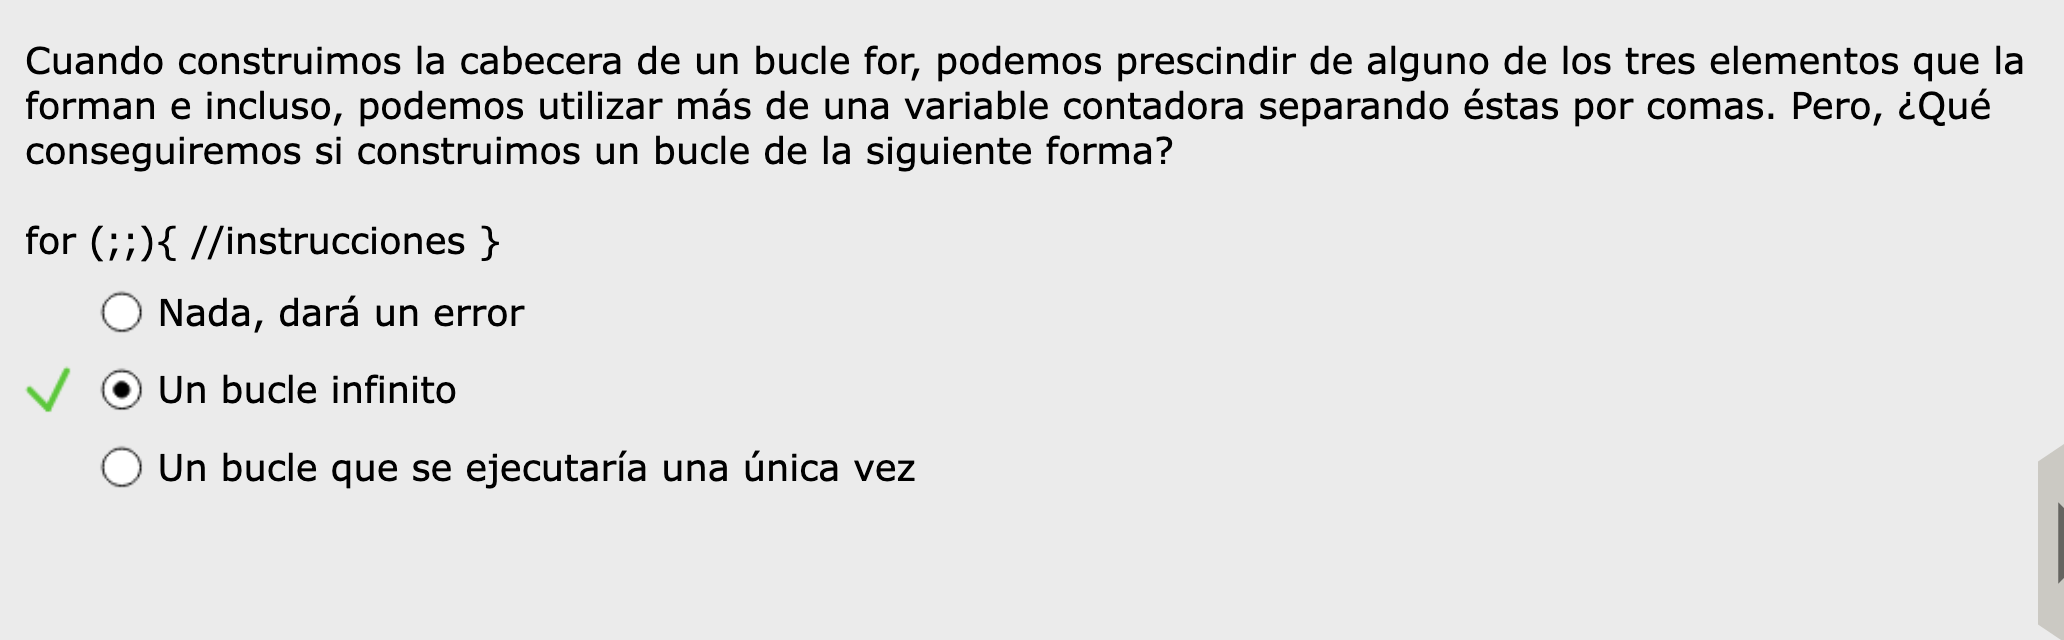 Cuando construimos la cabecera de un bucle for, podemos prescindir de alguno de los tres elementos que la
forman e incluso, podemos utilizar más de una variable contadora separando éstas por comas. Pero, ¿Qué
conseguiremos si construimos un bucle de la siguiente forma?
for (;;){ //instrucciones }
Nada, dará un error
Un bucle infinito
Un bucle que se ejecutaría una única vez